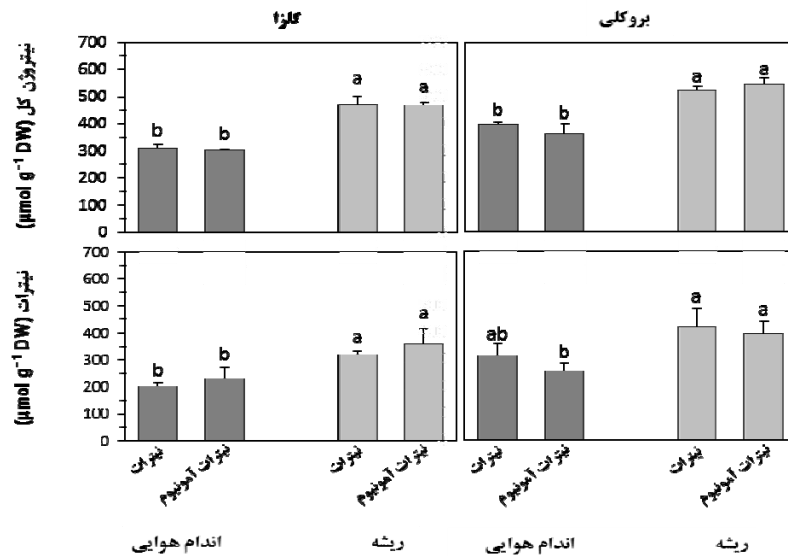 کالزا
بروکلی
نیتروژن کل (µmol g⁻¹ DW)
700
600
500
400
300
200
100
0
b
b
a
a
b
b
a
a
نیترات (µmol g⁻¹ DW)
700
600
500
400
300
200
100
0
b
b
a
a
ab
b
a
a
نیترات
نیترات آمونیوم
نیترات
نیترات آمونیوم
نیترات
نیترات آمونیوم
نیترات
نیترات آمونیوم
اندام هوایی
ریشه
اندام هوایی
ریشه